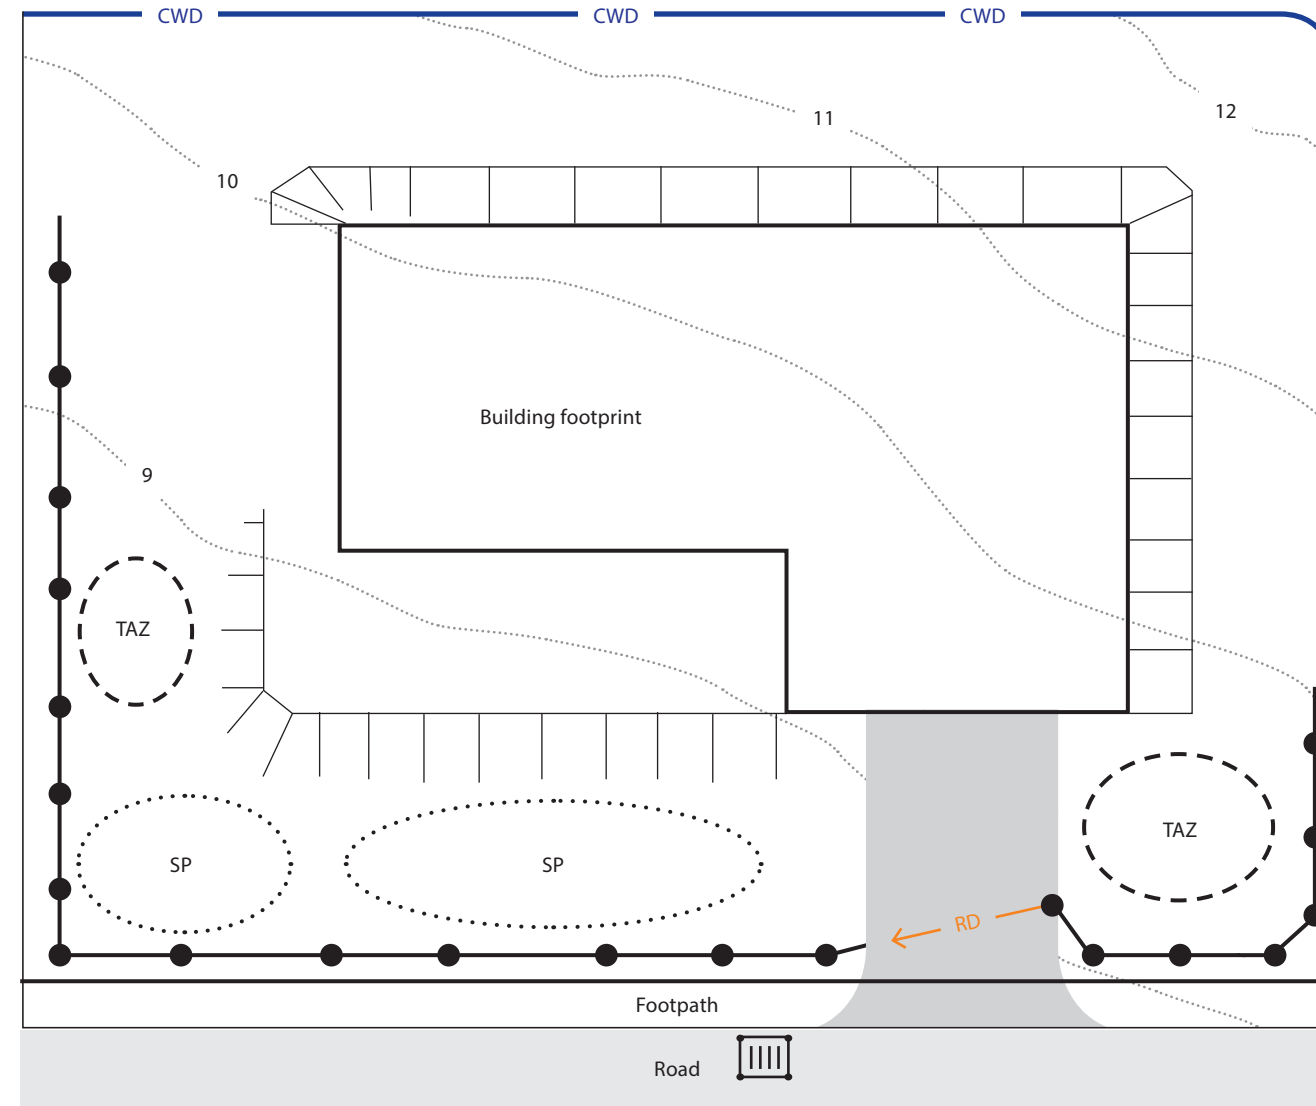 CWD CWD CWD
12
11
10
Building footprint
9
TAZ
TAZ
SP SP
RD
Footpath
Road